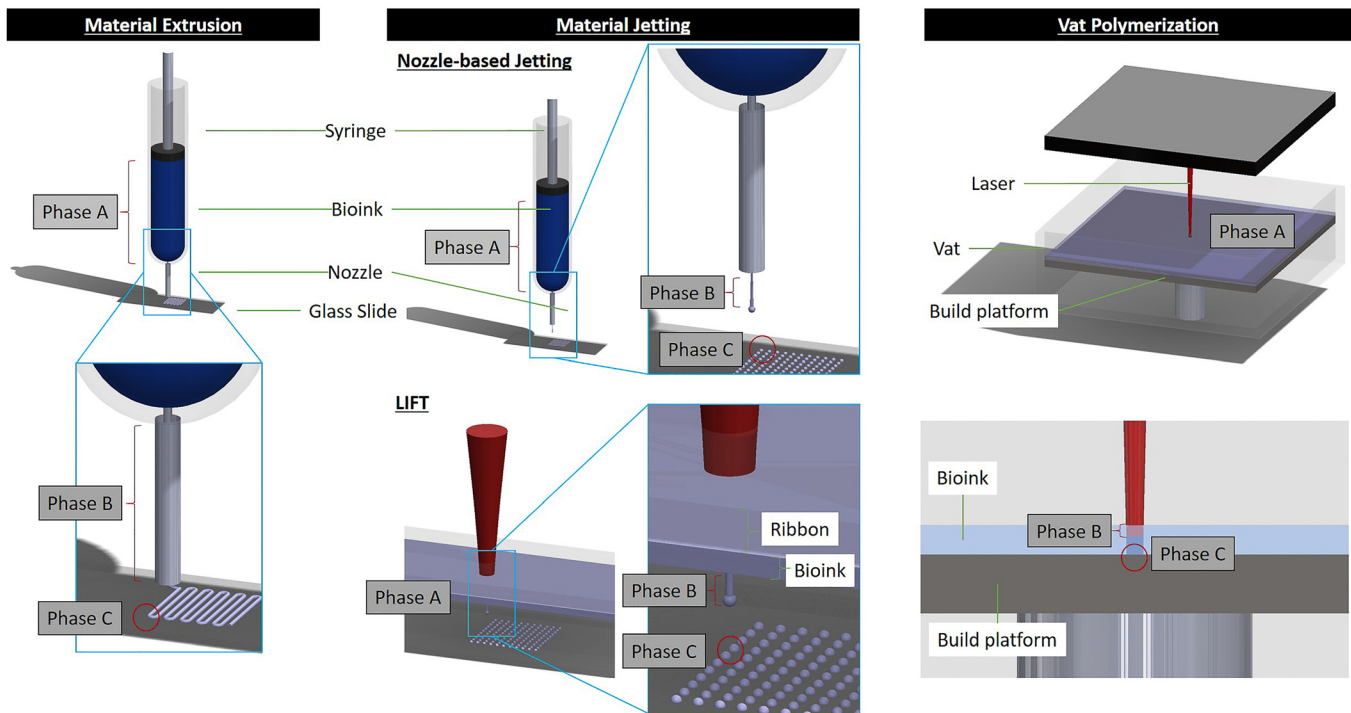 Material Extrusion
Material Jetting
Vat Polymerization
Nozzle-based Jetting
Syringe
Phase A
Bioink
Phase A
Nozzle
Glass Slide
Phase B
Phase C
Laser
Phase A
Vat
Build platform
Phase B
Phase C
LIFT
Phase A
Ribbon
Bioink
Phase B
Phase C
Bioink
Phase B
Phase C
Build platform